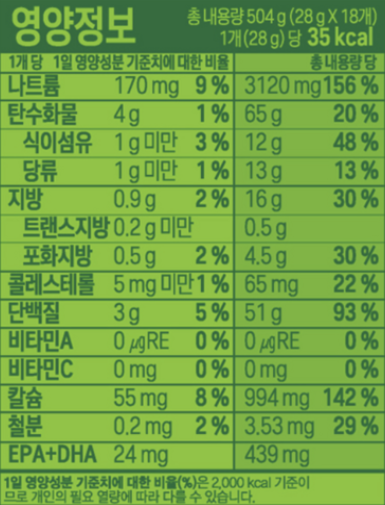 영양정보
총 내용량 504 g (28 g X 18개)
1개 (28 g) 당 35 kcal
1개 당 1일 영양성분 기준치에 대한 비율 총 내용량 당
나트륨 170 mg 9 % 3120 mg 156 %
탄수화물 4 g 1 % 65 g 20 %
식이섬유 1 g 미만 3 % 12 g 48 %
당류 1 g 미만 1 % 13 g 13 %
지방 0.9 g 2 % 16 g 30 %
트랜스지방 0.2 g 미만 0.5 g
포화지방 0.5 g 2 % 4.5 g 30 %
콜레스테롤 5 mg 미만 1 % 65 mg 22 %
단백질 3 g 5 % 51 g 93 %
비타민A 0 µgRE 0 % 0 µgRE 0 %
비타민C 0 mg 0 % 0 mg 0 %
칼슘 55 mg 8 % 994 mg 142 %
철분 0.2 mg 2 % 3.53 mg 29 %
EPA+DHA 24 mg 439 mg
1일 영양성분 기준치에 대한 비율(%)은 2,000 kcal 기준이
므로 개인의 필요 열량에 따라 다를 수 있습니다.